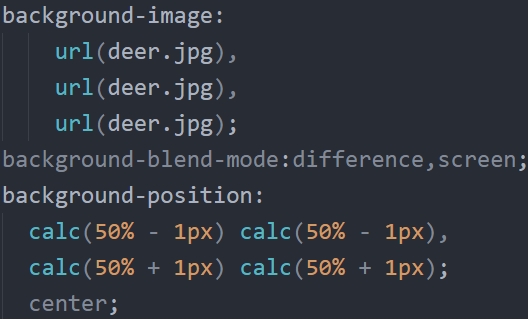 background-image:
url(deer.jpg),
url(deer.jpg),
url(deer.jpg);
background-blend-mode:difference,screen;
background-position:
calc(50% - 1px) calc(50% - 1px),
calc(50% + 1px) calc(50% + 1px);
center;